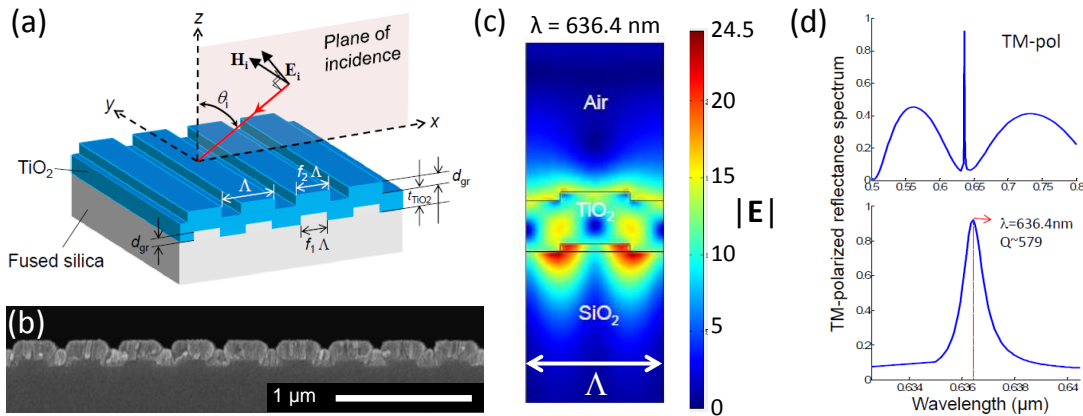 (a)
z
Plane of
incidence
Hi
Ei
θi
y
x
TiO2
Λ
f2 Λ
dgr
tTiO2
dgr
f1 Λ
Fused silica
(b)
1 µm
(c)
λ = 636.4 nm
24.5
Air
20
TiO2
15
|E|
10
SiO2
5
Λ
0
(d)
TM-polarized reflectance spectrum
1
TM-pol
0.8
0.6
0.4
0.2
0
0.5
0.55
0.6
0.65
0.7
0.75
0.8
1
λ=636.4nm
0.8
Q~579
0.6
0.4
0.2
0
0.634
0.636
0.638
0.64
Wavelength (µm)